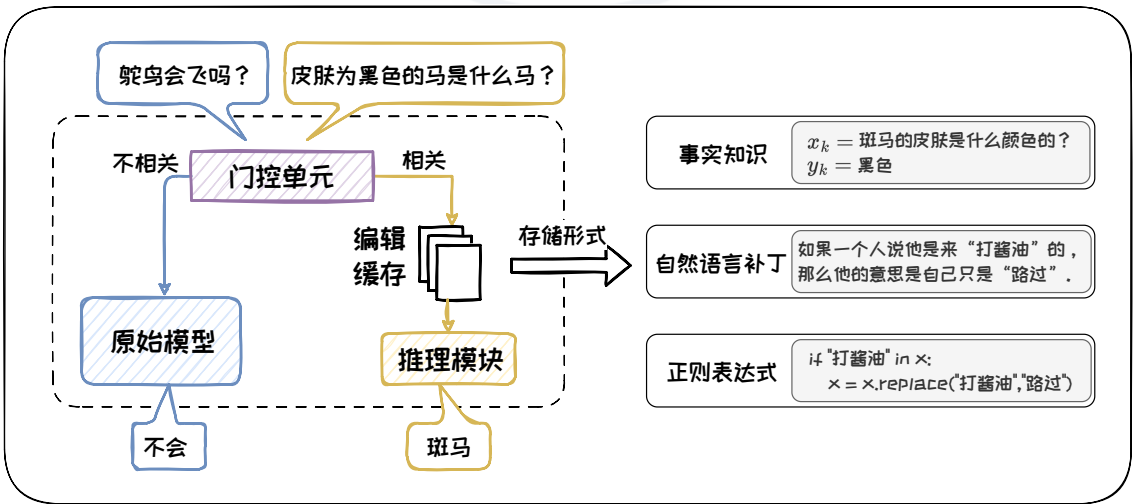 鸵鸟会飞吗？
皮肤为黑色的马是什么马？
不相关
门控单元
相关
编辑
缓存
存储形式
原始模型
推理模块
不会
斑马
事实知识
x_k = 斑马的皮肤是什么颜色的？
y_k = 黑色
自然语言补丁
如果一个人说他是来“打酱油”的，
那么他的意思是自己只是“路过”.
正则表达式
if "打酱油" in x:
x = x.replace("打酱油","路过")